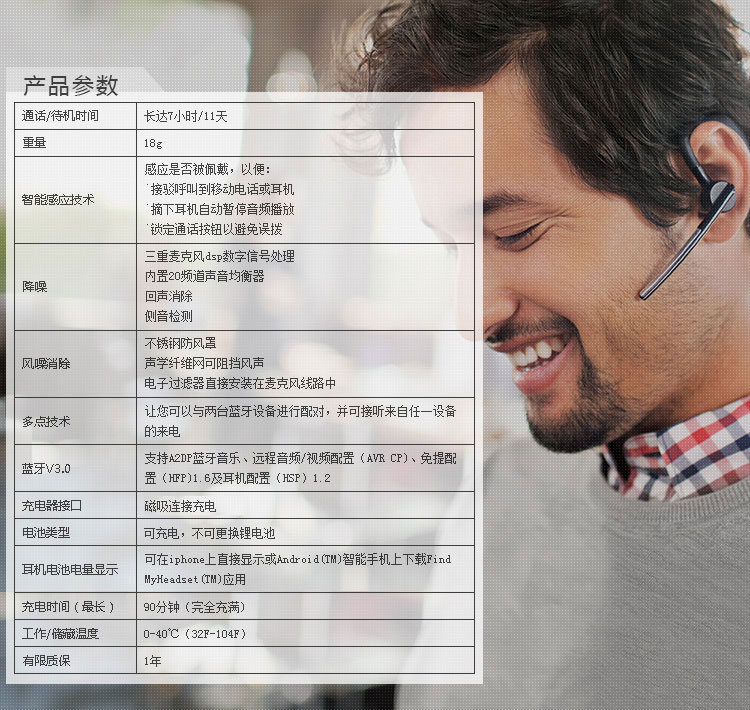 产品参数
通话/待机时间 长达7小时/11天
重量 18g
智能感应技术 感应是否被佩戴，以便：
·接驳呼叫到移动电话或耳机
·摘下耳机自动暂停音频播放
·锁定通话按钮以避免误拨
降噪 三重麦克风dsp数字信号处理
内置20频道声音均衡器
回声消除
侧音检测
风噪消除 不锈钢防风罩
声学纤维网可阻挡风声
电子过滤器直接安装在麦克风线路中
多点技术 让您可以与两台蓝牙设备进行配对，并可接听来自任一设备
的来电
蓝牙V3.0 支持A2DP蓝牙音乐、远程音频/视频配置（AVR CP）、免提配
置（HFP)1.6及耳机配置（HSP）1.2
充电器接口 磁吸连接充电
电池类型 可充电，不可更换锂电池
耳机电池电量显示 可在iphone上直接显示或Android(TM)智能手机上下载Find
MyHeadset(TM)应用
充电时间（最长） 90分钟（完全充满）
工作/储藏温度 0-40℃（32F-104F）
有限质保 1年